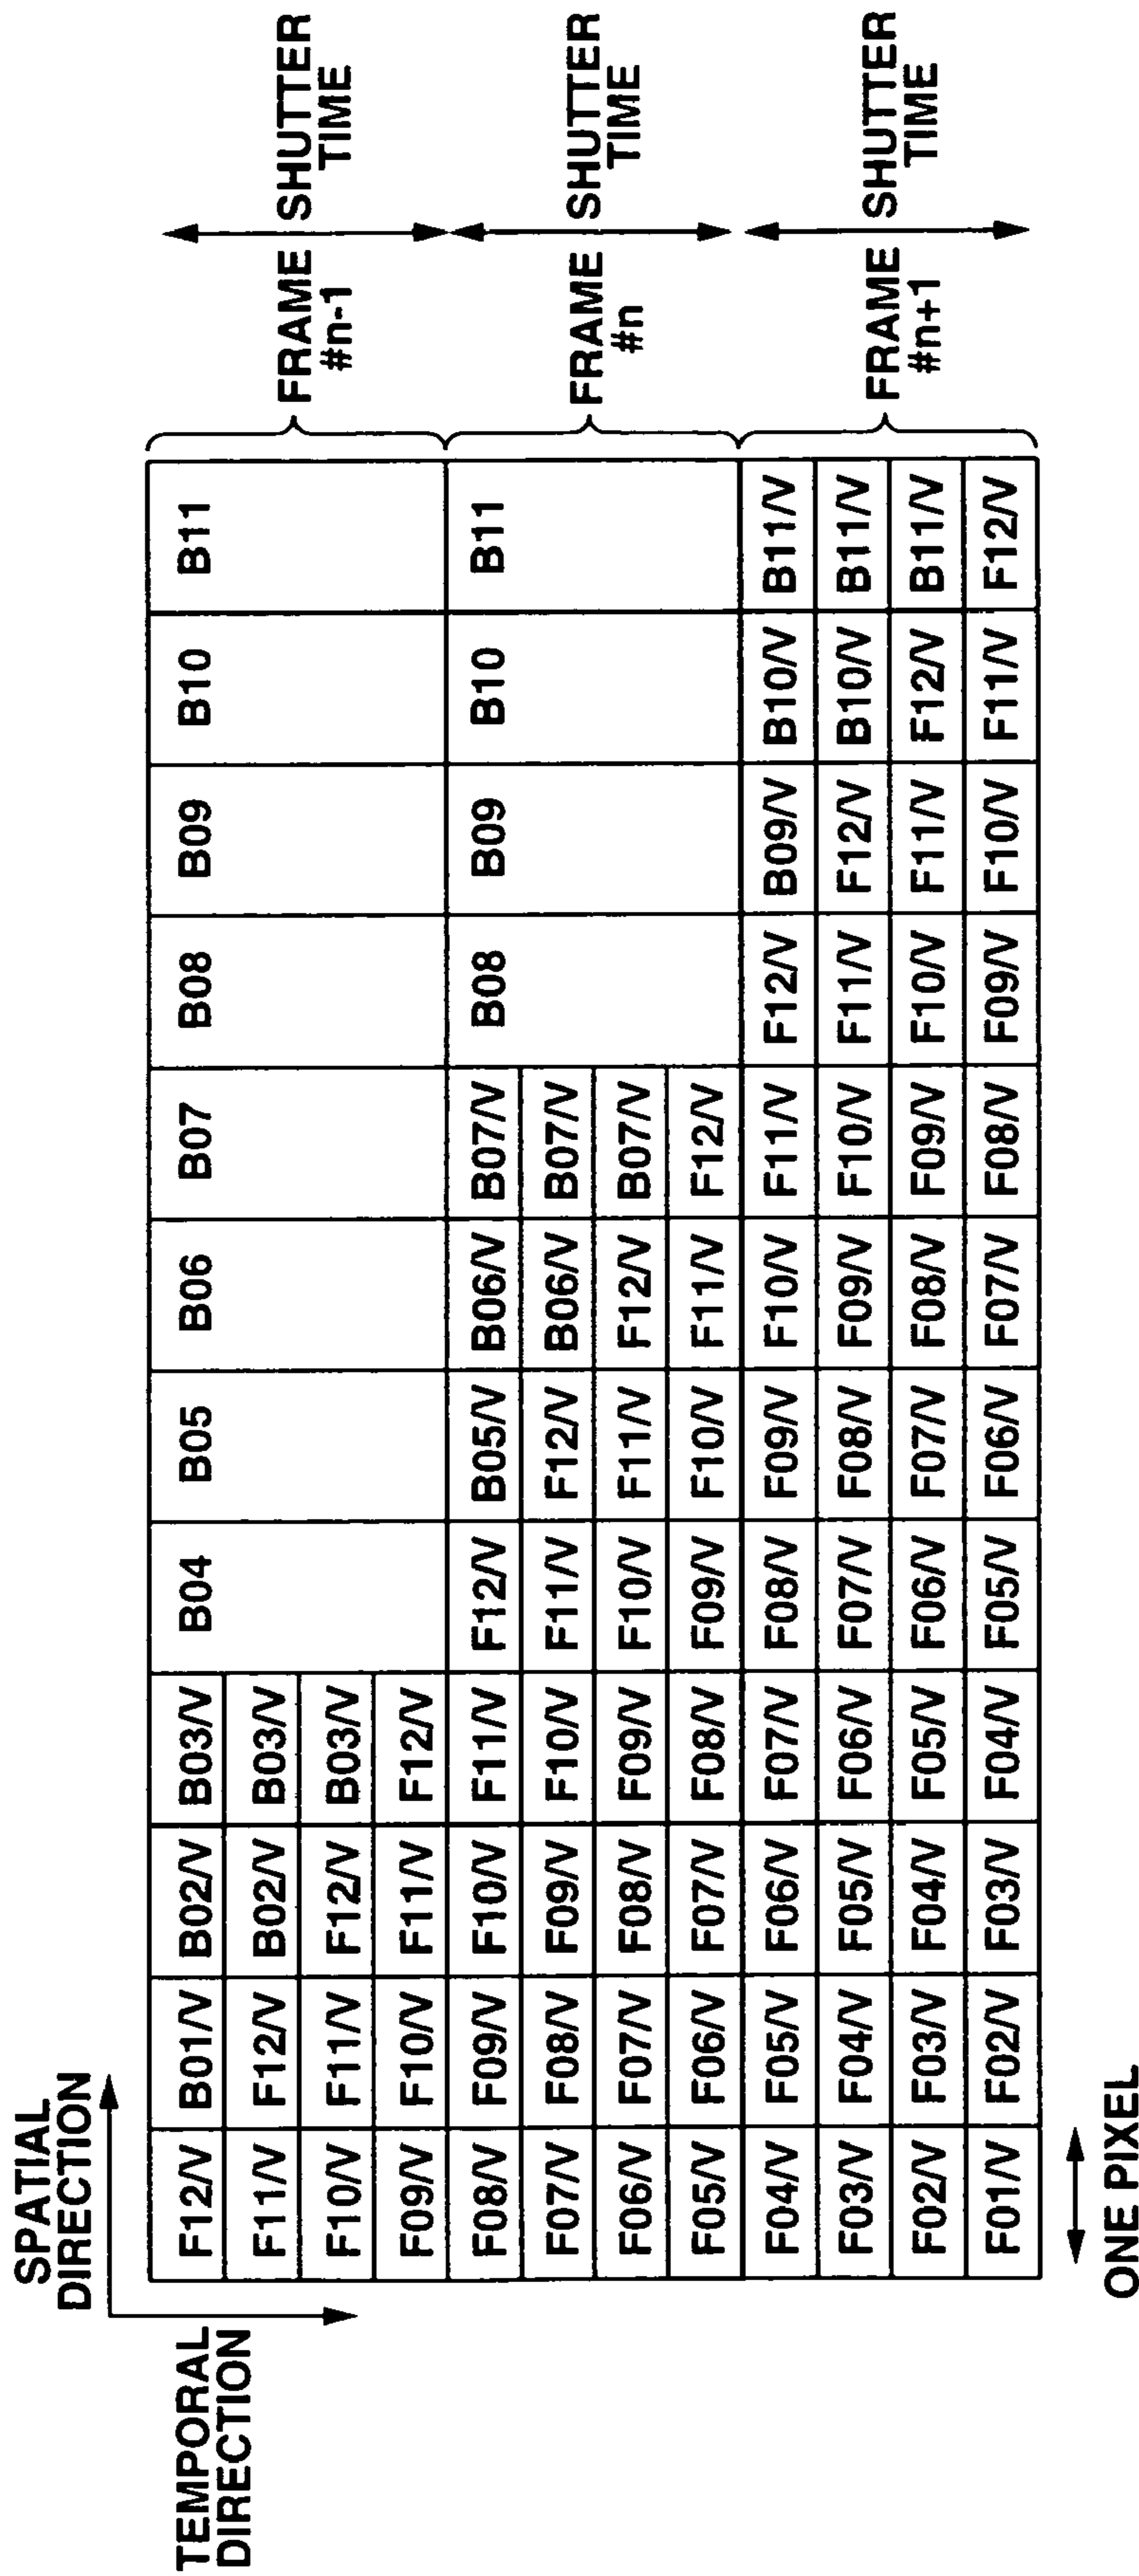 SPATIAL
DIRECTION
TEMPORAL
DIRECTION
F12/V B01/V B02/V B03/V B04 B05 B06 B07 B08 B09 B10 B11
F11/V F12/V B02/V B03/V
FRAME SHUTTER
#n-1 TIME
F10/V F11/V F12/V B03/V
F09/V F10/V F11/V F12/V
F08/V F09/V F10/V F11/V F12/V B05/V B06/V B07/V B08 B09 B10 B11
F07/V F08/V F09/V F10/V F11/V F12/V B06/V B07/V
FRAME SHUTTER
#n TIME
F06/V F07/V F08/V F09/V F10/V F11/V F12/V B07/V
F05/V F06/V F07/V F08/V F09/V F10/V F11/V F12/V
F04/V F05/V F06/V F07/V F08/V F09/V F10/V F11/V F12/V B09/V B10/V B11/V
F03/V F04/V F05/V F06/V F07/V F08/V F09/V F10/V F11/V F12/V B10/V B11/V
FRAME SHUTTER
#n+1 TIME
F02/V F03/V F04/V F05/V F06/V F07/V F08/V F09/V F10/V F11/V F12/V B11/V
F01/V F02/V F03/V F04/V F05/V F06/V F07/V F08/V F09/V F10/V F11/V F12/V
ONE PIXEL